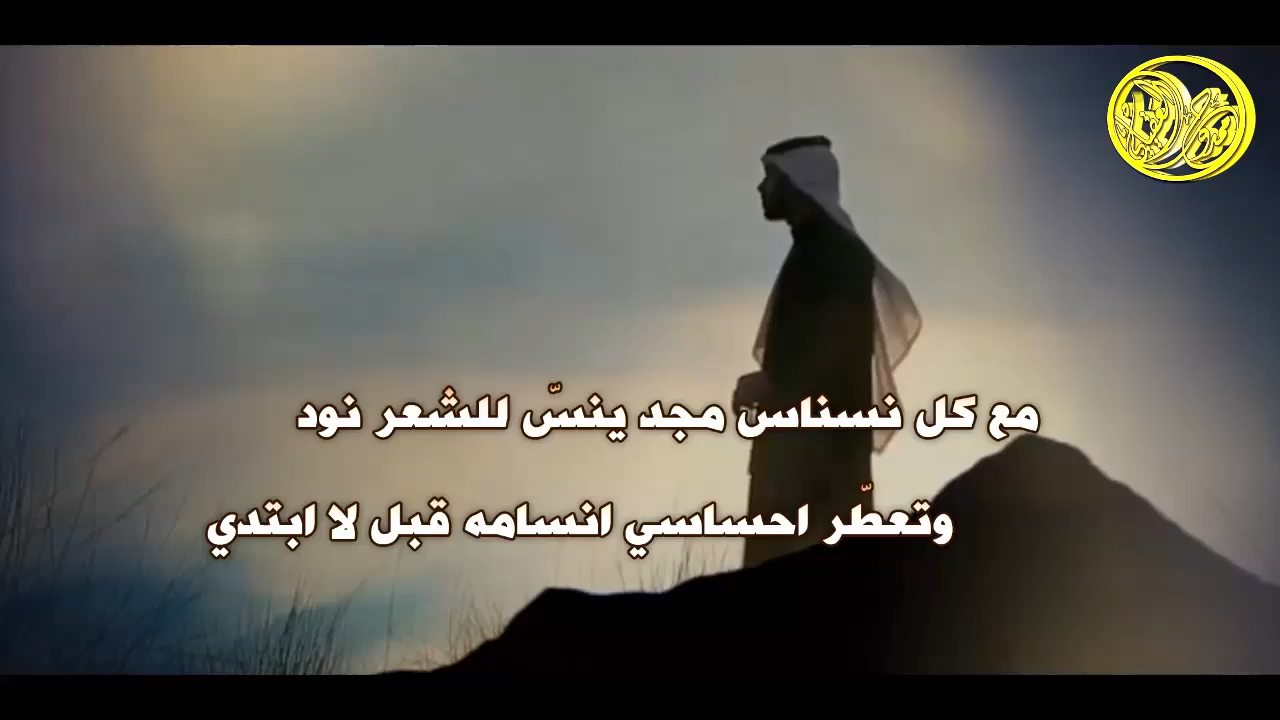 مع كل نسناس مجد ينسّ للشعر نود
وتعطّر احساسي انسامه قبل لا ابتدي